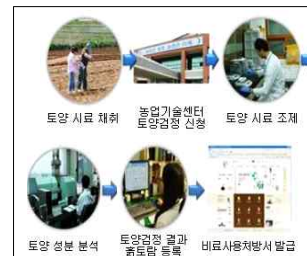 토양 시료 채취
농업기술센터
토양검정 신청
토양 시료 조제
토양 성분 분석
토양검정 결과
흙토람 등록
비료사용처방서 발급